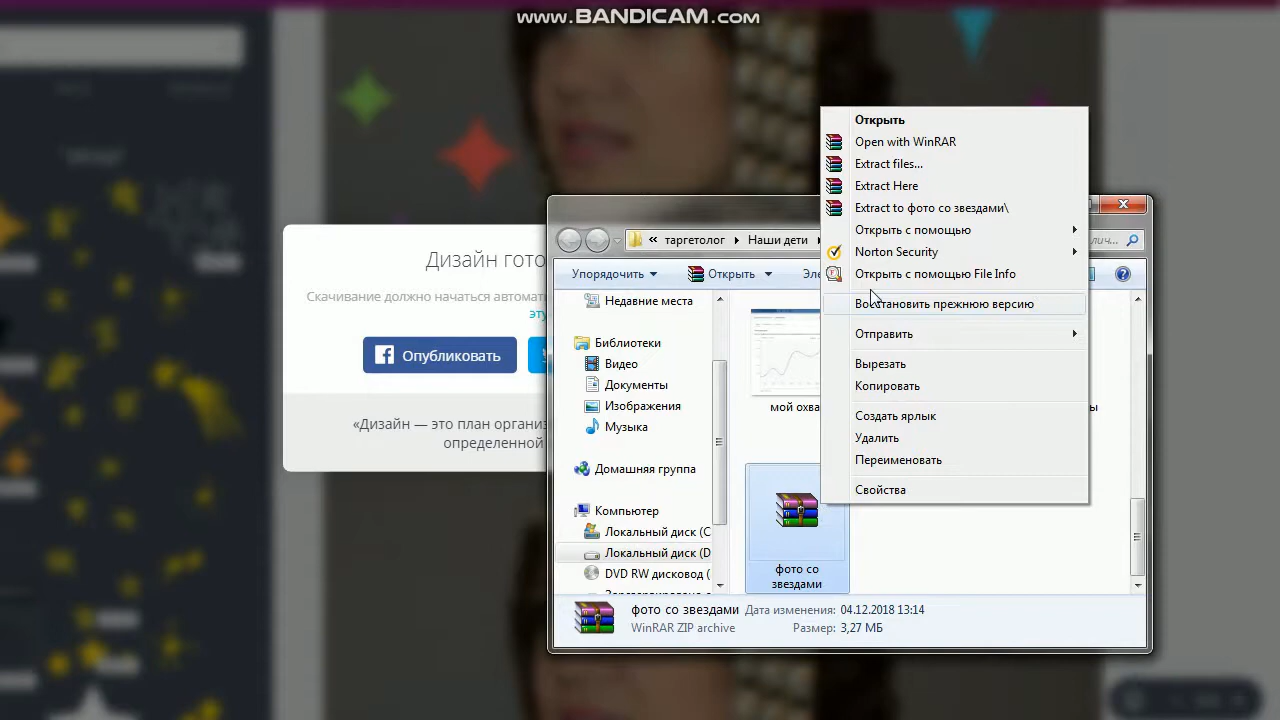 www.BANDICAM.com
Открыть
Open with WinRAR
Extract files...
Extract Here
Extract to фото со звездами\
Открыть с помощью
Norton Security
Открыть с помощью File Info
Восстановить прежнюю версию
Отправить
Вырезать
Копировать
Создать ярлык
Удалить
Переименовать
Свойства
« таргетолог Наши дети
Упорядочить Открыть
Недавние места
Библиотеки
Видео
Документы
Изображения
Музыка
Домашняя группа
Компьютер
Локальный диск (C
Локальный диск (D
DVD RW дисковод (
мой охва
фото со
звездами
фото со звездами Дата изменения: 04.12.2018 13:14
WinRAR ZIP archive Размер: 3,27 МБ
Дизайн гото
Скачивание должно начаться автомат
эту
Опубликовать
«Дизайн — это план организ
определенной